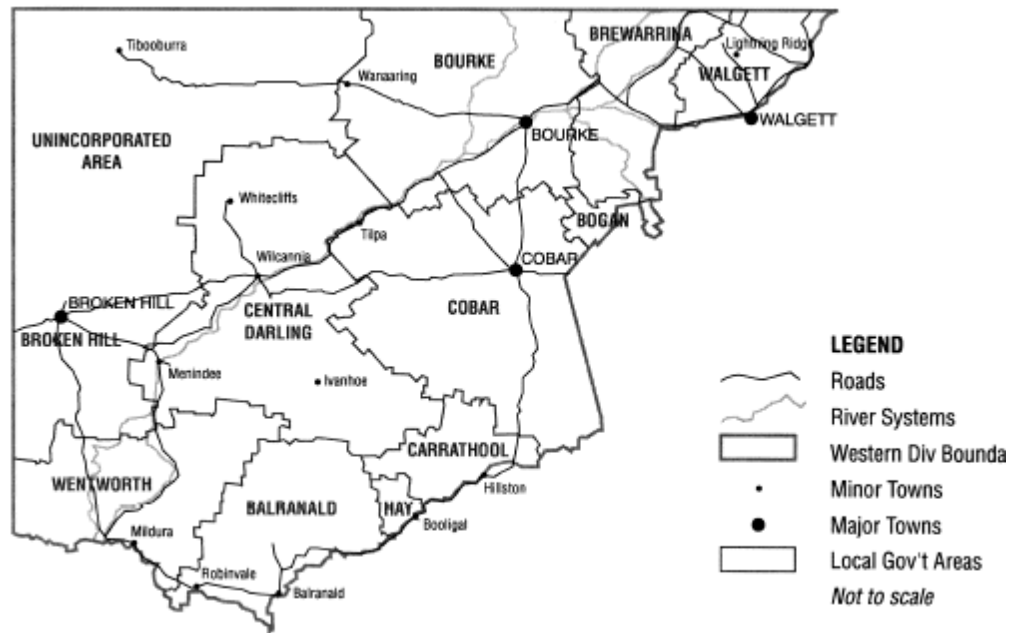 Tibooburra
BOURKE
BREWARRINA
Lightning Ridge
Wanaaring
WALGETT
WALGETT
BOURKE
UNINCORPORATED
AREA
Whitecliffs
BOGAN
Tilpa
Wilcannia
COBAR
BROKEN HILL
CENTRAL
DARLING
COBAR
BROKEN HILL
Menindee
Ivanhoe
CARRATHOOL
WENTWORTH
Hillston
BALRANALD
HAY
Booligal
Mildura
Robinvale
Balranald
LEGEND
Roads
River Systems
Western Div Bounda
Minor Towns
Major Towns
Local Gov't Areas
Not to scale